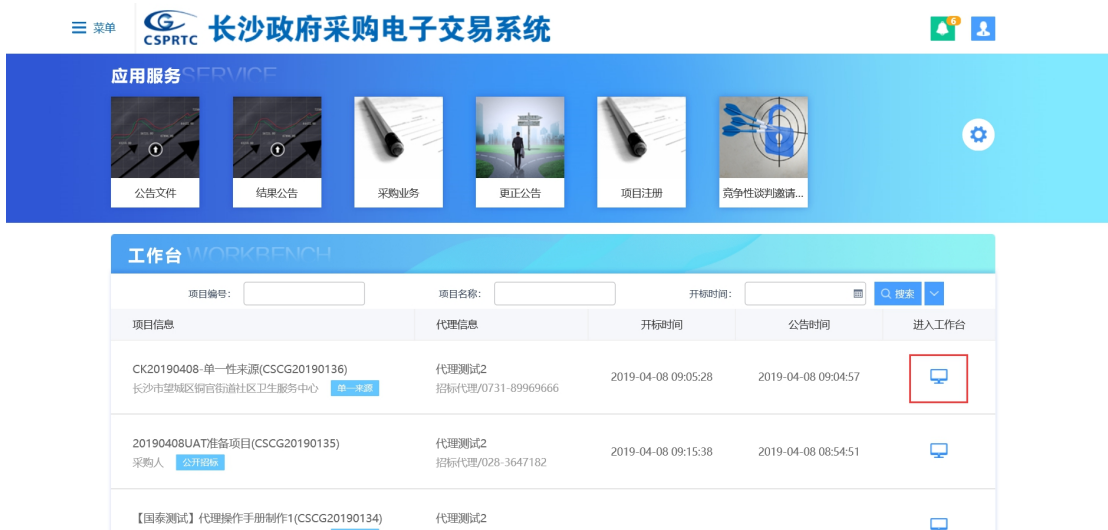 菜单
CSPRTC
长沙政府采购电子交易系统
6
应用服务SERVICE
公告文件
结果公告
采购业务
更正公告
项目注册
竞争性谈判邀请...
工作台 WORKBENCH
项目编号：
项目名称：
开标时间：
搜索
项目信息
代理信息
开标时间
公告时间
进入工作台
CK20190408-单一性来源(CSCG20190136)
代理测试2
2019-04-08 09:05:28
2019-04-08 09:04:57
长沙市望城区铜官街道社区卫生服务中心
单一来源
招标代理/0731-89969666
20190408UAT准备项目(CSCG20190135)
代理测试2
2019-04-08 09:15:38
2019-04-08 08:54:51
采购人
公开招标
招标代理/028-3647182
【国泰测试】代理操作手册制作1(CSCG20190134)
代理测试2